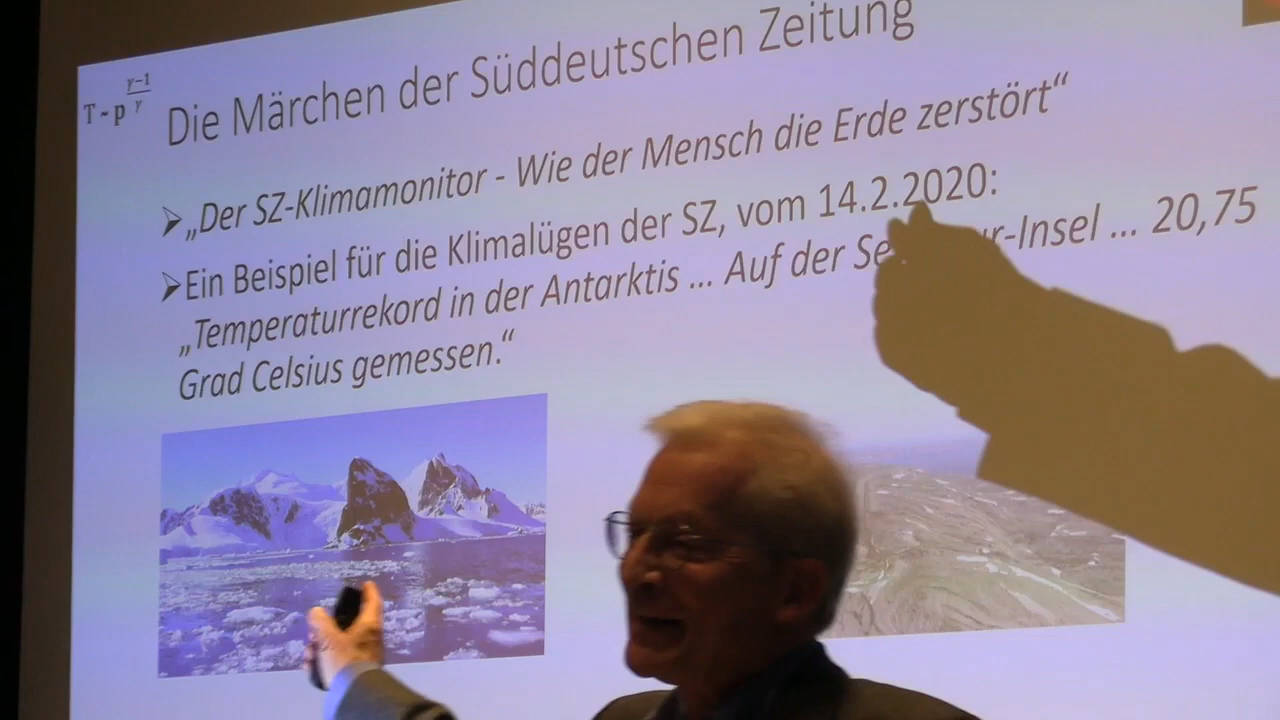 T ~ p^(γ−1)/γ
Die Märchen der Süddeutschen Zeitung
„Der SZ-Klimamonitor - Wie der Mensch die Erde zerstört“
Ein Beispiel für die Klimalügen der SZ, vom 14.2.2020:
„Temperaturrekord in der Antarktis ... Auf der Se r-Insel ... 20,75
Grad Celsius gemessen.“